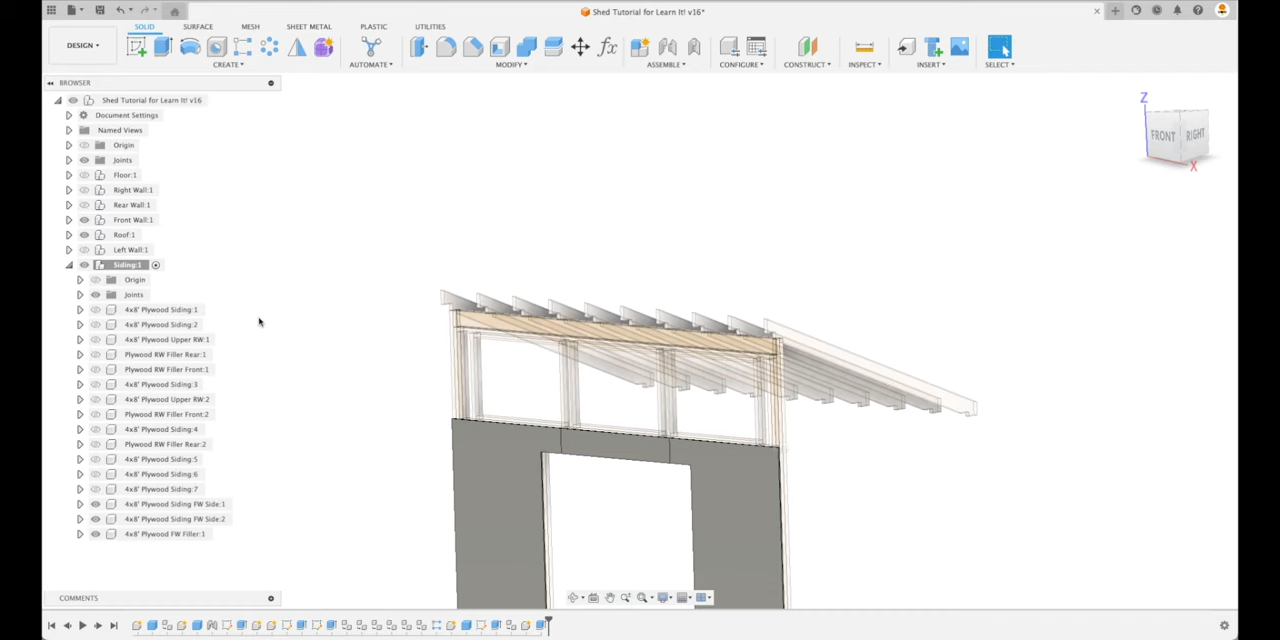 Shed Tutorial for Learn It! v16*
SOLID SURFACE MESH SHEET METAL PLASTIC UTILITIES
DESIGN
CREATE AUTOMATE MODIFY ASSEMBLE CONFIGURE CONSTRUCT INSPECT INSERT SELECT
BROWSER
Shed Tutorial for Learn It! v16
Document Settings
Named Views
Origin
Joints
Floor:1
Right Wall:1
Rear Wall:1
Front Wall:1
Roof:1
Left Wall:1
Siding:1
Origin
Joints
4x8' Plywood Siding:1
4x8' Plywood Siding:2
4x8' Plywood Upper RW:1
Plywood RW Filler Rear:1
Plywood RW Filler Front:1
4x8' Plywood Siding:3
4x8' Plywood Upper RW:2
Plywood RW Filler Front:2
4x8' Plywood Siding:4
Plywood RW Filler Rear:2
4x8' Plywood Siding:5
4x8' Plywood Siding:6
4x8' Plywood Siding:7
4x8' Plywood Siding FW Side:1
4x8' Plywood Siding FW Side:2
4x8' Plywood FW Filler:1
COMMENTS
Z
FRONT RIGHT
X